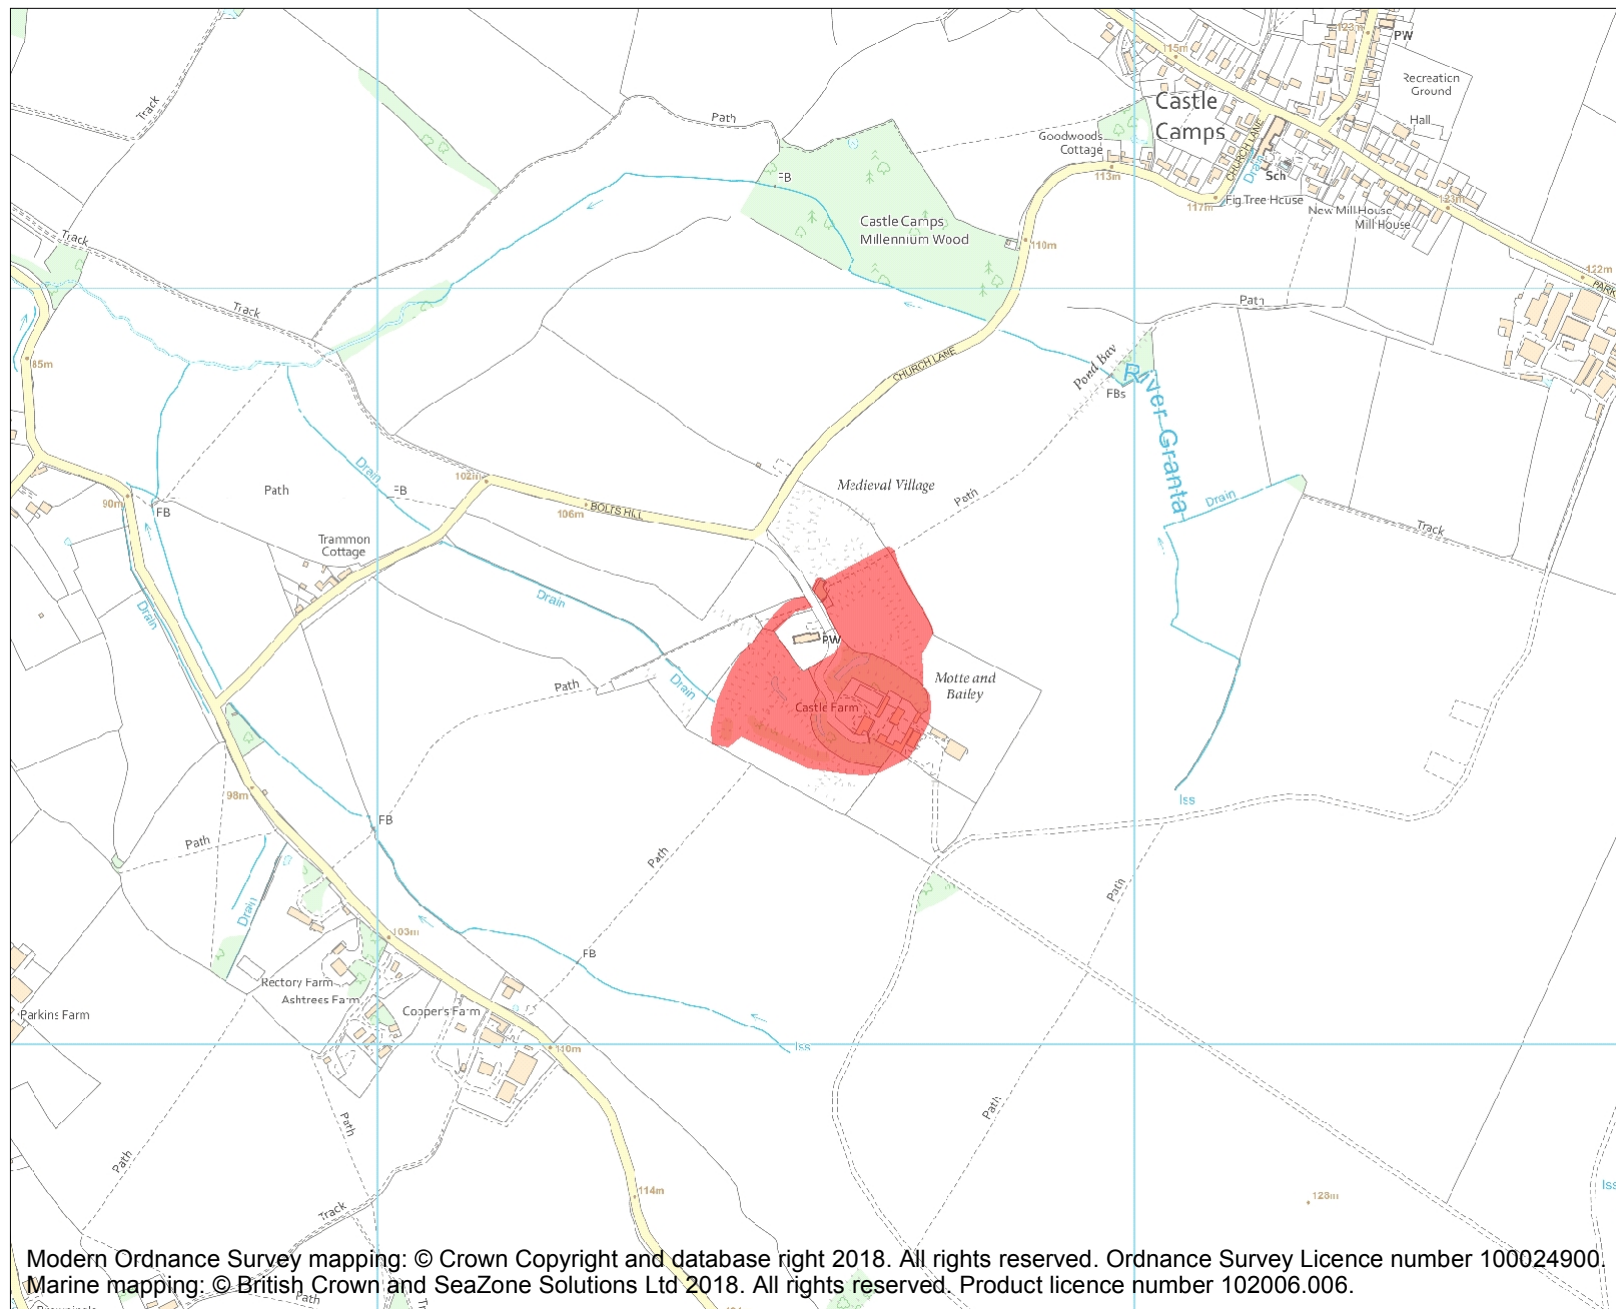 115m
123m
PW
Recreation
Ground
Track
Path
Castle
Camps
Hall
Goodwoods
Cottage
CHURCH LANE
Drain
113m
Sch
FB
117m
Fig Tree House
New Mill House
Mill House
123m
Castle Camps
Millennium Wood
Track
110m
122m
PARK
Path
Track
85m
CHURCH LANE
Pond Bay
River Granta
FBs
Drain
102m
Medieval Village
Path
Path
FB
Drain
90m
FB
BOLTS HILL
106m
Track
Trammon
Cottage
Drain
Drain
PW
Motte and
Bailey
Path
Drain
Castle Farm
98m
Iss
FB
Path
Path
Path
Drain
103m
FB
Rectory Farm
Ashtrees Farm
Coopers Farm
Parkins Farm
Iss
110m
Path
Path
Path
114m
128m
Iss
Track
Modern Ordnance Survey mapping: © Crown Copyright and database right 2018. All rights reserved. Ordnance Survey Licence number 100024900.
Marine mapping: © British Crown and SeaZone Solutions Ltd 2018. All rights reserved. Product licence number 102006.006.
Path